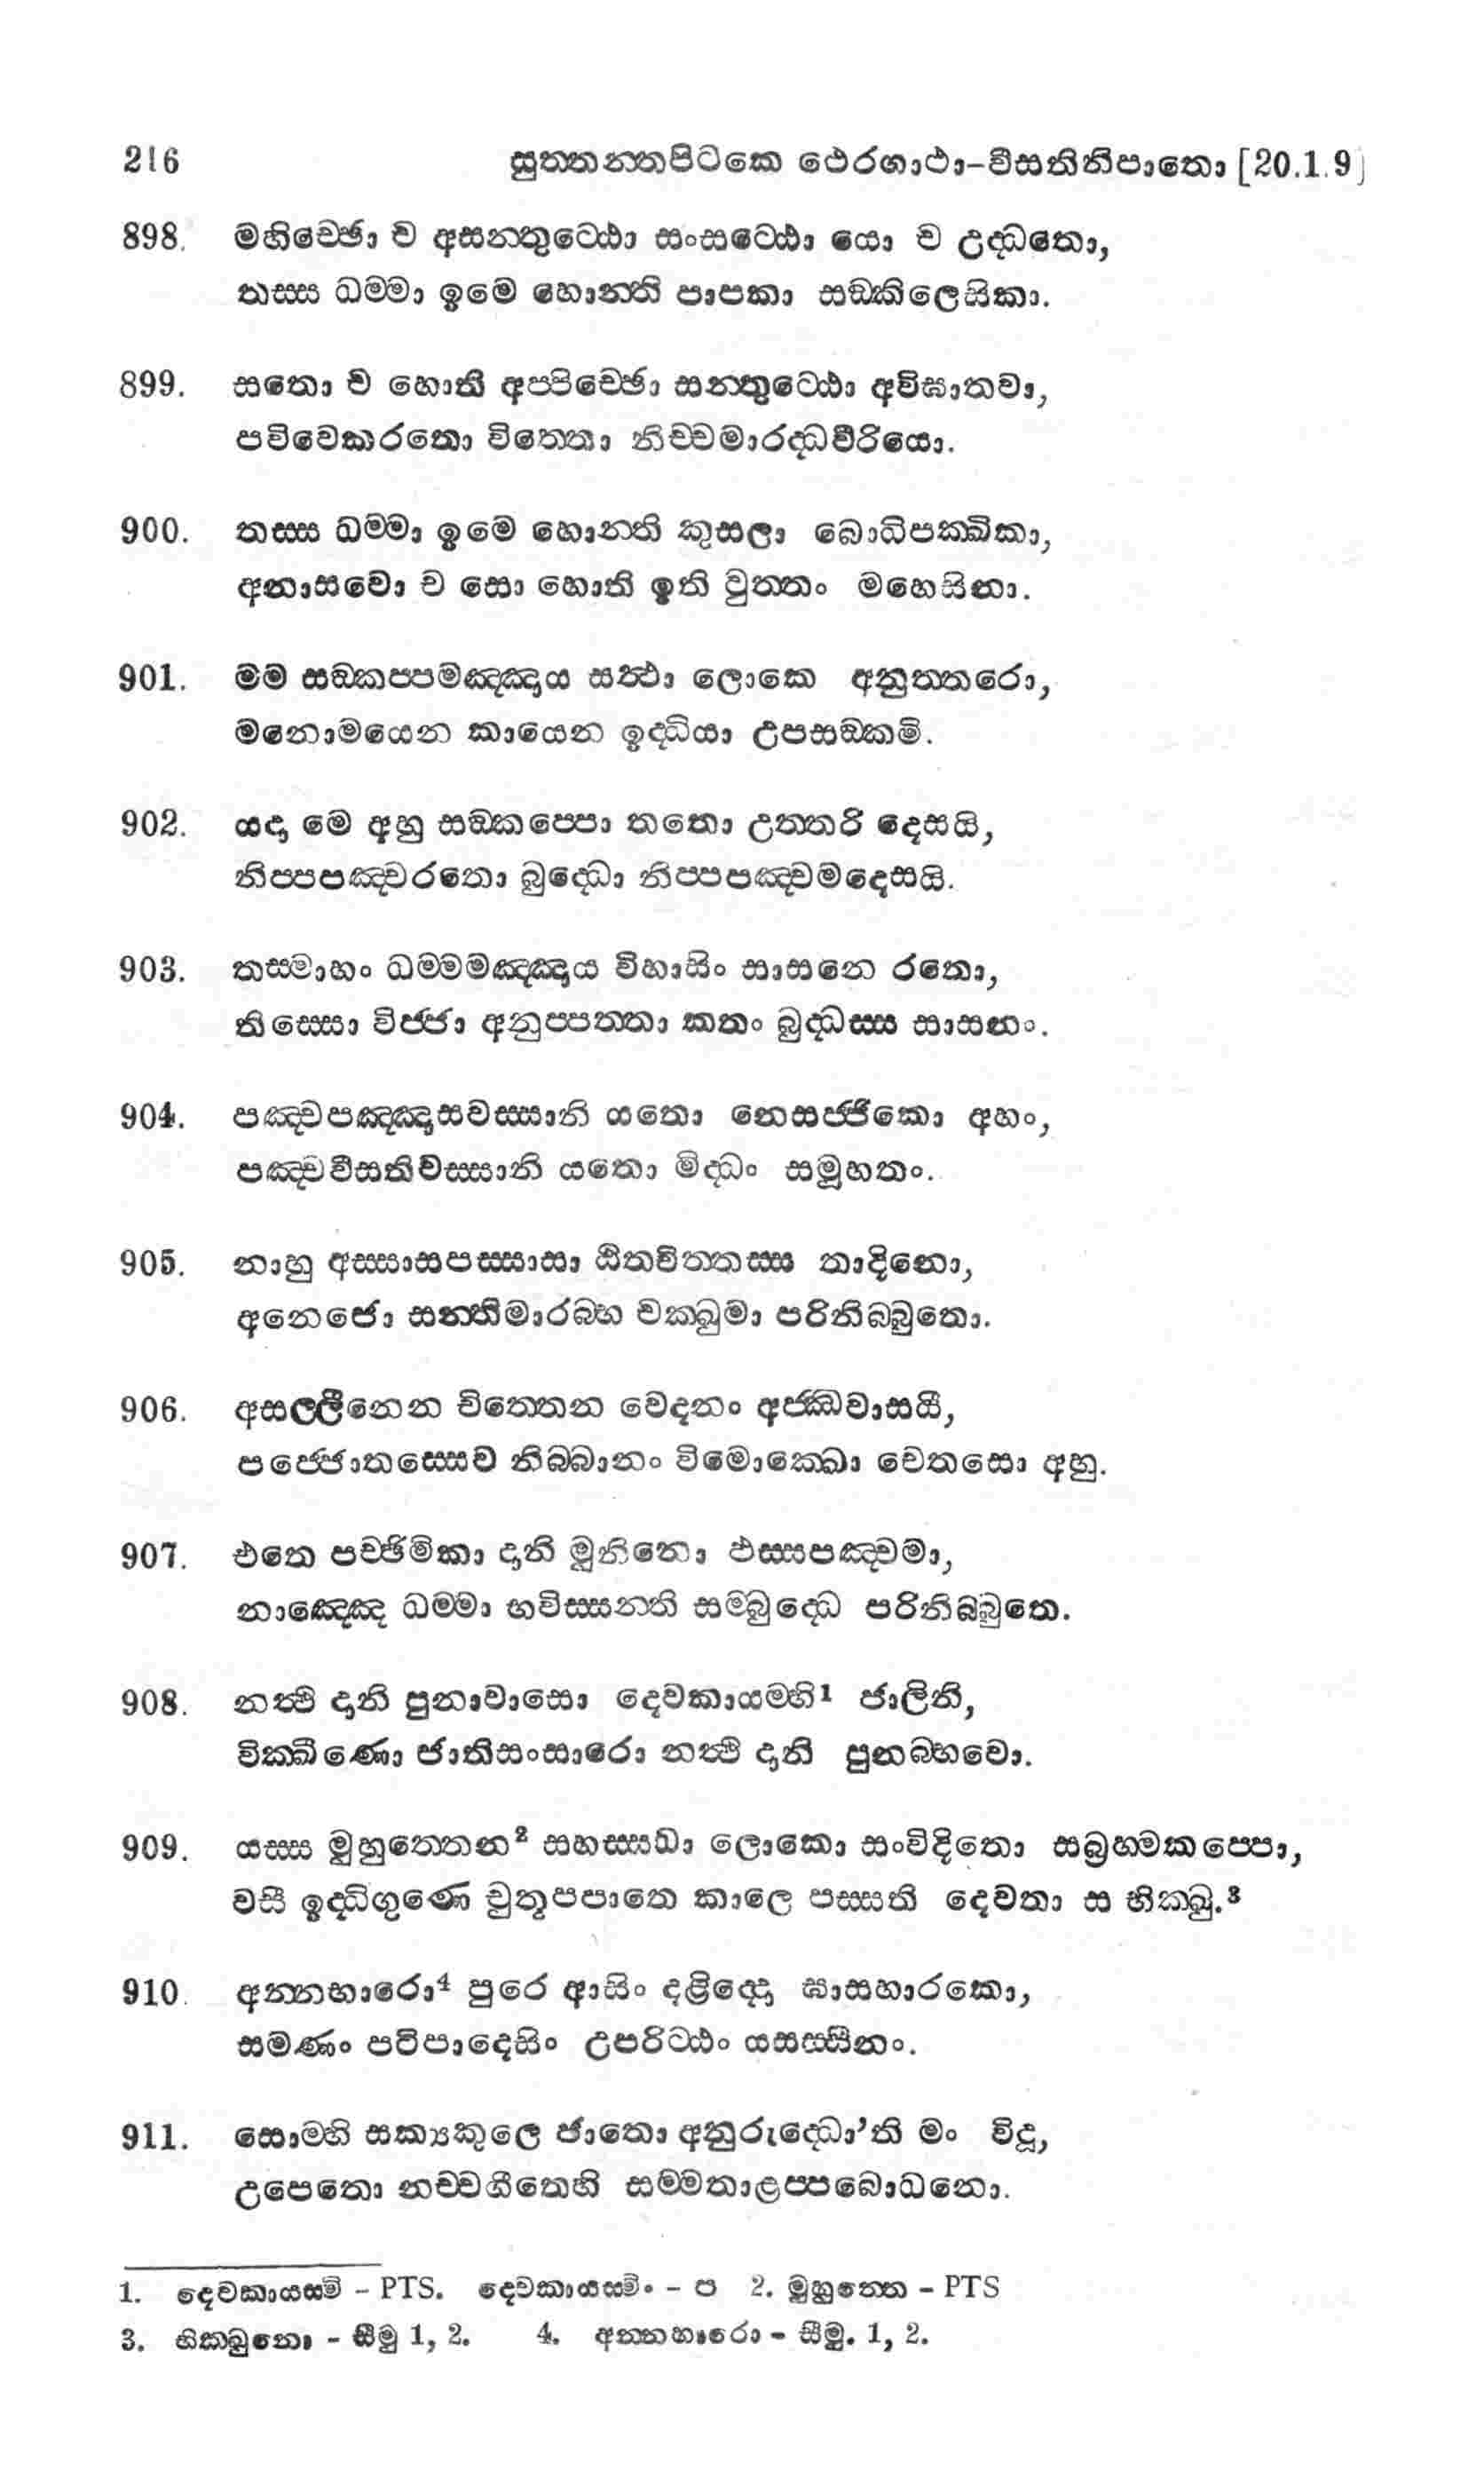 216 සුත්තන්තපිටකෙ ථෙරගාථා-වීසතිනිපාතො [20.1.9]
898. මහිච්ඡො ච අසන්තුට්ඨො සංසට්ඨො යො ච උද්ධතො,
තස්ස ධම්මා ඉමෙ හොන්ති පාපකා සඞ්කිලෙසිකා.
899. සතො ච හොති අප්පිච්ඡො සන්තුට්ඨො අවිඝාතවා,
පවිවෙකරතො විත්තො නිච්චමාරද්ධවීරියො.
900. තස්ස ධම්මා ඉමෙ හොන්ති කුසලා බොධිපක්ඛිකා,
අනාසවො ච සො හොති ඉති වුත්තං මහෙසිනා.
901. මම සඞ්කප්පමඤ්ඤාය සත්ථා ලොකෙ අනුත්තරො,
මනොමයෙන කායෙන ඉද්ධියා උපසඞ්කමි.
902. යදා මෙ අහු සඞ්කප්පො තතො උත්තරි දෙසයි,
නිප්පපඤ්චරතො බුද්ධො නිප්පපඤ්චමදෙසයි.
903. තස්මාහං ධම්මමඤ්ඤාය විහාසිං සාසනෙ රතො,
තිස්සො විජ්ජා අනුප්පත්තා කතං බුද්ධස්ස සාසනං.
904. පඤ්චපඤ්ඤාසවස්සානි යතො නෙසජ්ජිකො අහං,
පඤ්චවීසතිවස්සානි යතො මිද්ධං සමූහතං.
905. නාහු අස්සාසපස්සාසා ඨිතචිත්තස්ස තාදිනො,
අනෙජො සන්තිමාරබ්භ චක්ඛුමා පරිනිබ්බුතො.
906. අසල්ලීනෙන චිත්තෙන වෙදනං අජ්ඣවාසයි,
පජ්ජොතස්සෙව නිබ්බානං විමොක්ඛො චෙතසො අහු.
907. එතෙ පච්ඡිමිකා දානි මුනිනො ඵස්සපඤ්චමා,
නාඤ්ඤෙ ධම්මා භවිස්සන්ති සම්බුද්ධෙ පරිනිබ්බුතෙ.
908. නත්ථි දානි පුනාවාසො දෙවකායම්හි¹ ජාලිනි,
වික්ඛීණො ජාතිසංසාරො නත්ථි දානි පුනබ්භවො.
909. යස්ස මුහුත්තෙන² සහස්සධා ලොකො සංවිදිතො සබ්‍රහ්මකප්පො,
වසී ඉද්ධිගුණෙ චුතූපපාතෙ කාලෙ පස්සති දෙවතා ස භික්ඛු.³
910. අන්නභාරො⁴ පුරෙ ආසිං දළිද්දො ඝාසහාරකො,
සමණං පටිපාදෙසිං උපරිට්ඨං යසස්සිනං.
911. සොම්හි සක්‍යකුලෙ ජාතො අනුරුද්ධො’ති මං විදූ,
උපෙතො නච්චගීතෙහි සම්මතාළප්පබොධනො.
1. දෙවකායස්මි - PTS. දෙවකායස්මිං - ප 2. මුහුත්තෙ - PTS
3. භික්ඛුනො - සීමු 1, 2. 4. අන්නහාරො - සීමු. 1, 2.